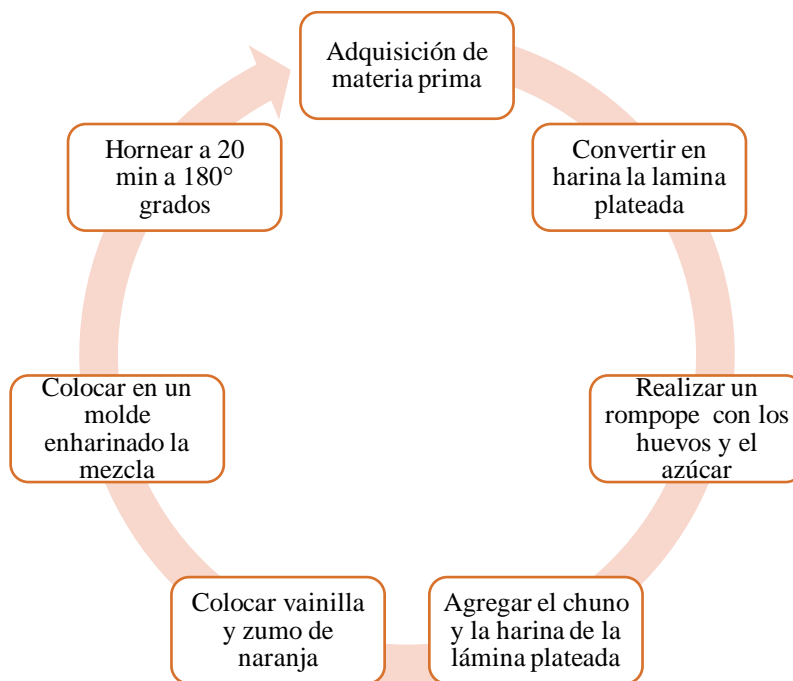 Adquisición de
materia prima
Convertir en
harina la lamina
plateada
Realizar un
rompope con los
huevos y el
azúcar
Agregar el chuno
y la harina de la
lámina plateada
Colocar vainilla
y zumo de
naranja
Colocar en un
molde
enharinado la
mezcla
Hornear a 20
min a 180°
grados